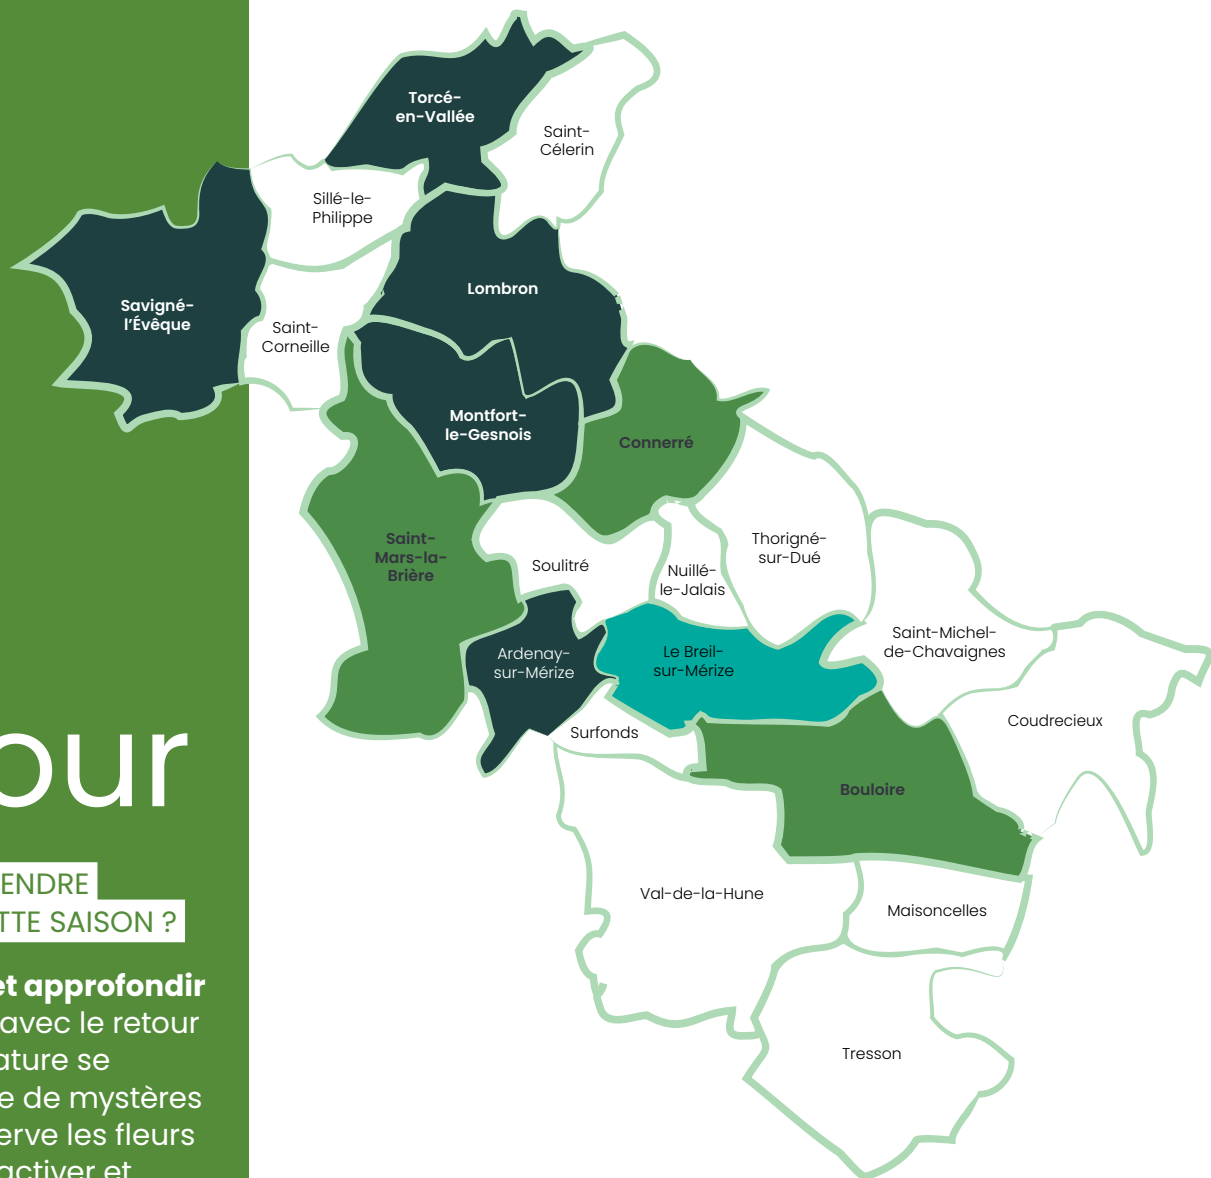 Torcé-
en-Vallée
Saint-
Célerin
Sillé-le-
Philippe
Lombron
Savigné-
l'Évêque
Saint-
Corneille
Montfort-
le-Gesnois
Connerré
Saint-
Mars-la-
Brière
Soulitré
Nuillé-
le-Jalais
Thorigné-
sur-Dué
Ardenay-
sur-Mérize
Le Breil-
sur-Mérize
Saint-Michel-
de-Chavaignes
Surfonds
Coudrecieux
Bouloire
Val-de-la-Hune
Maisoncelles
Tresson
our
ENDRE
TTE SAISON ?
et approfondir
avec le retour
ature se
e de mystères
erve les fleurs
activer et